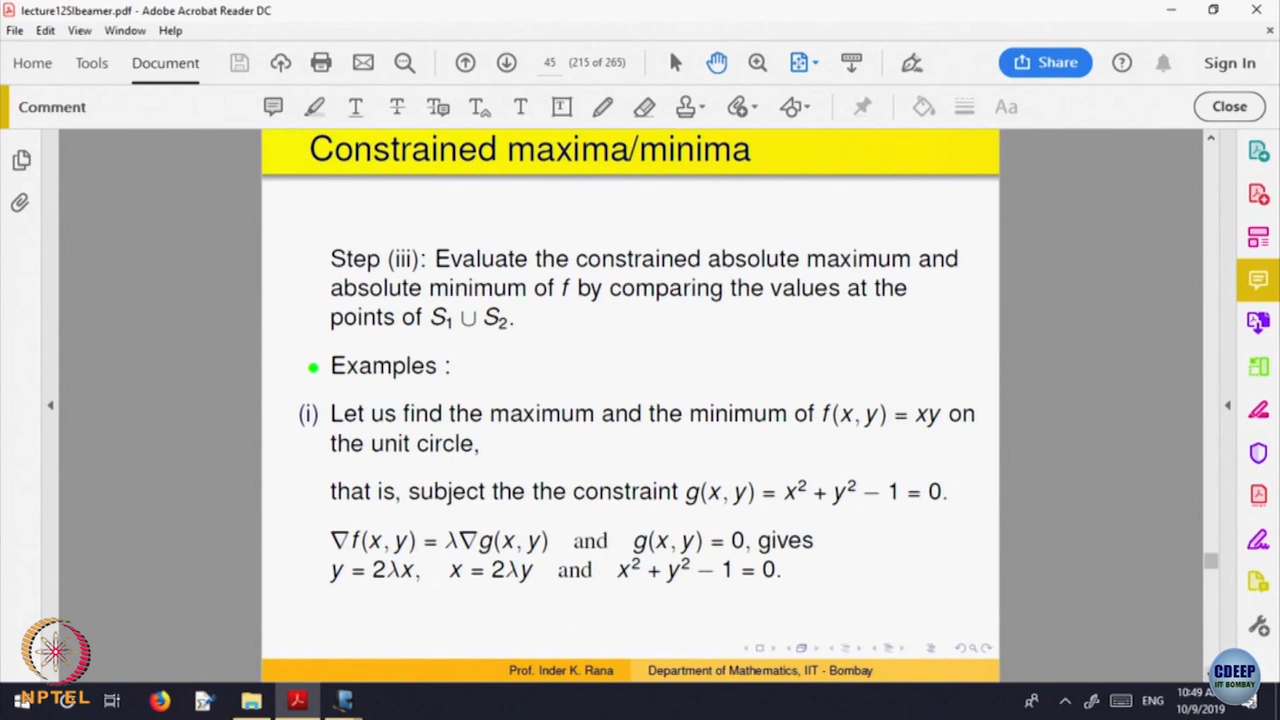 lecture12Slbeamer.pdf - Adobe Acrobat Reader DC
File Edit View Window Help
Home Tools Document 45 (215 of 265) Share Sign In
Comment Aa Close
Constrained maxima/minima
Step (iii): Evaluate the constrained absolute maximum and
absolute minimum of f by comparing the values at the
points of S₁ ∪ S₂.
Examples :
(i) Let us find the maximum and the minimum of f(x, y) = xy on
the unit circle,
that is, subject the the constraint g(x, y) = x² + y² − 1 = 0.
∇f(x, y) = λ∇g(x, y) and g(x, y) = 0, gives
y = 2λx, x = 2λy and x² + y² − 1 = 0.
Prof. Inder K. Rana Department of Mathematics, IIT - Bombay
NPTEL
CDEEP
IIT BOMBAY
ENG
10:49
10/9/2019